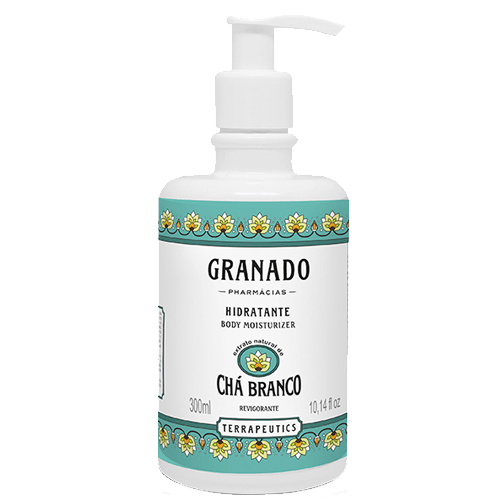 GRANADO
— PHARMÁCIAS —
HIDRATANTE
BODY MOISTURIZER
extrato natural de
CHÁ BRANCO
300ml
REVIGORANTE
10,14 fl oz
TERRAPEUTICS